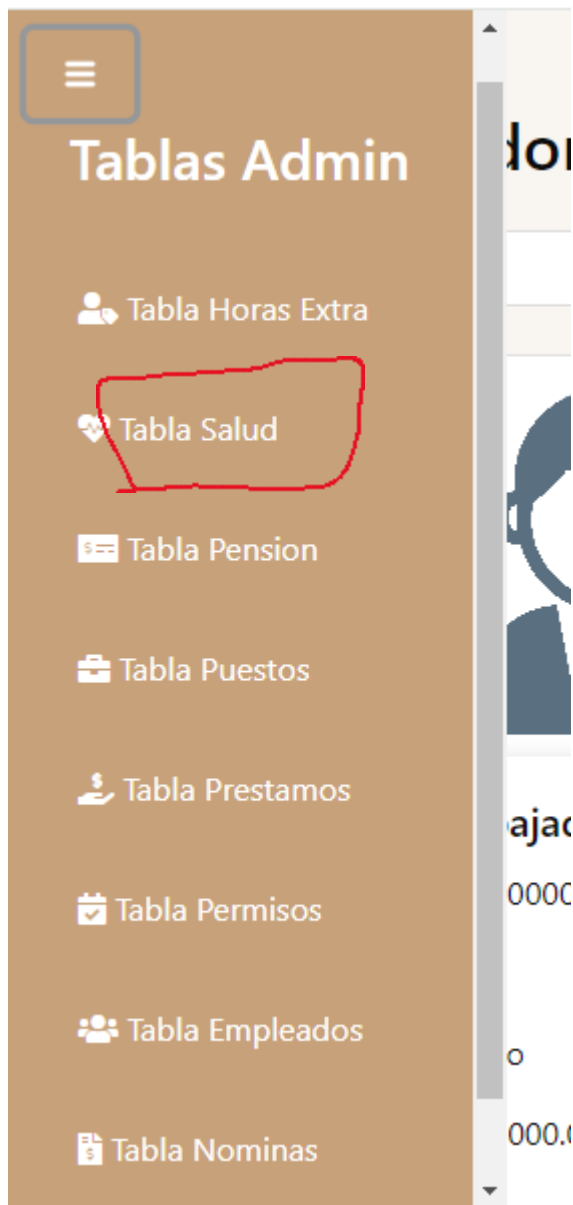 Tablas Admin
Tabla Horas Extra
Tabla Salud
Tabla Pension
Tabla Puestos
Tabla Prestamos
Tabla Permisos
Tabla Empleados
Tabla Nominas